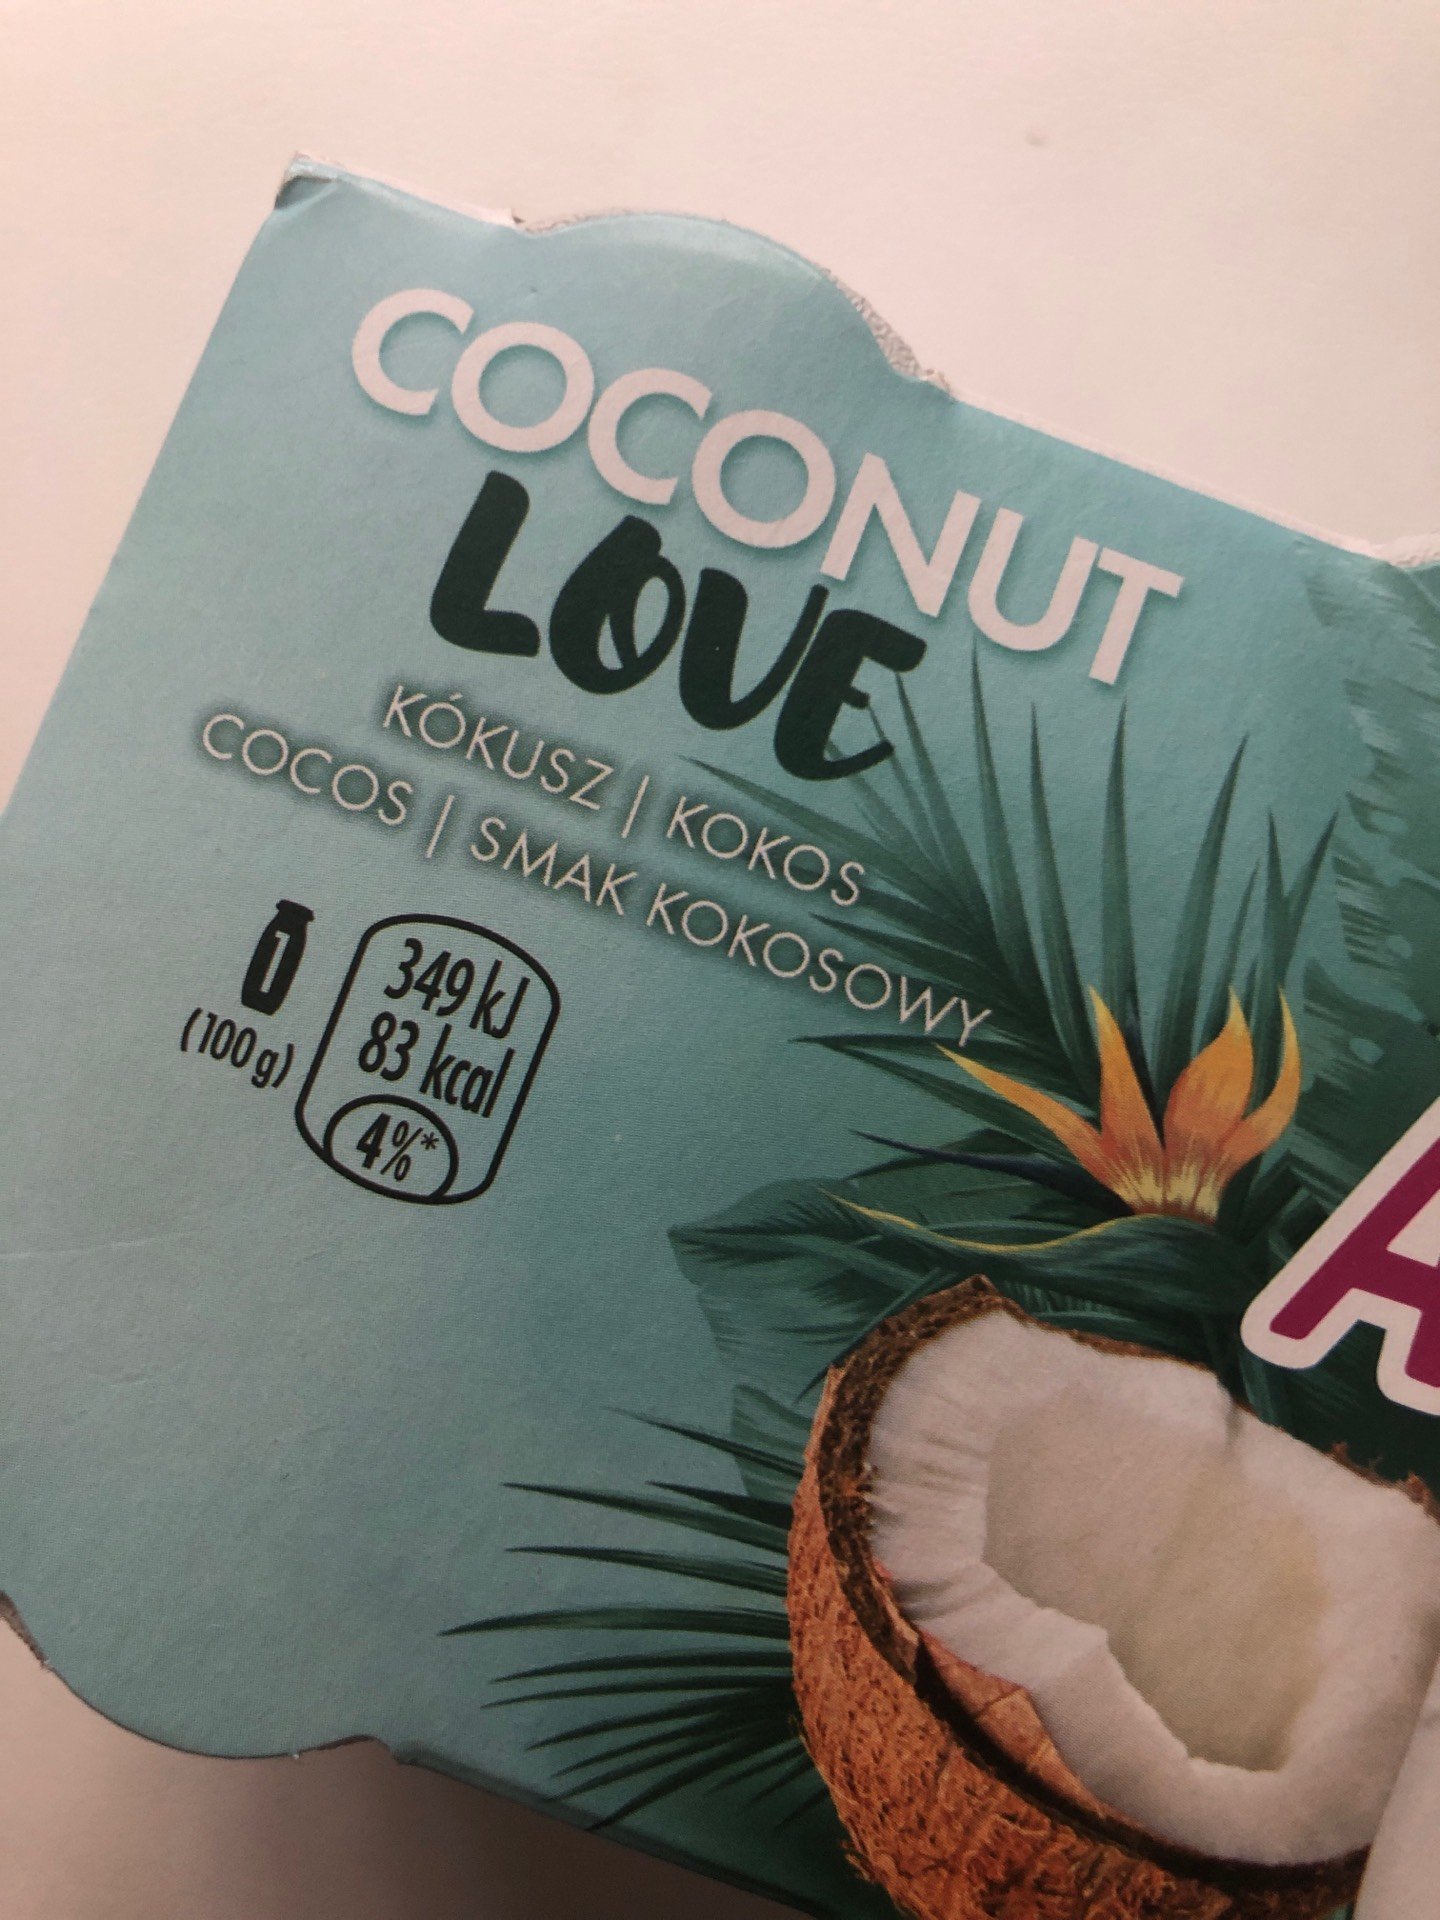 COCONUT
LOVE
KÓKUSZ | KOKOS
COCOS | SMAK KOKOSOWY
1
(100 g)
349 kJ
83 kcal
4%*
A